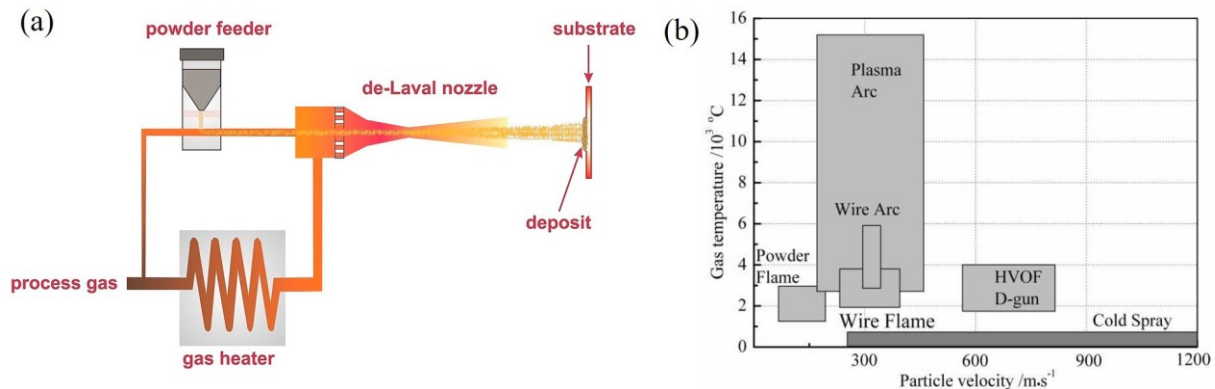 (a)
powder feeder
substrate
de-Laval nozzle
deposit
process gas
gas heater
(b)
Gas temperature /10³ °C
16
14
12
10
8
6
4
2
0
Plasma
Arc
Wire Arc
Powder
Flame
HVOF
D-gun
Wire Flame
Cold Spray
300
600
900
1200
Particle velocity /m·s⁻¹